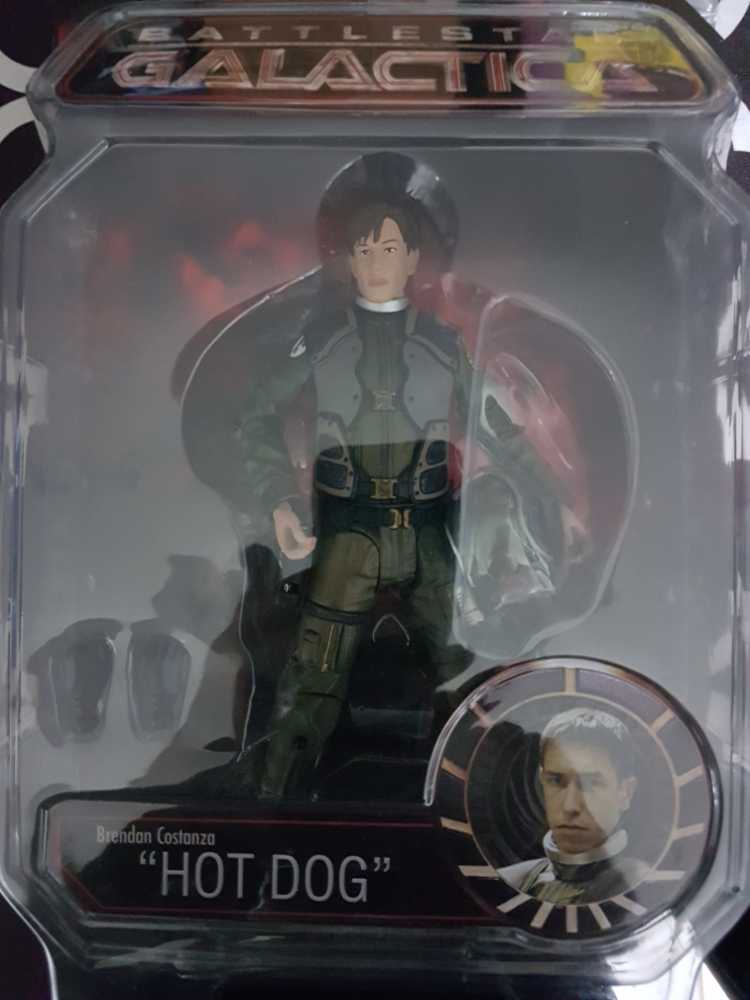 BATTLESTAR
GALACTICA
Brendan Costanza
"HOT DOG"